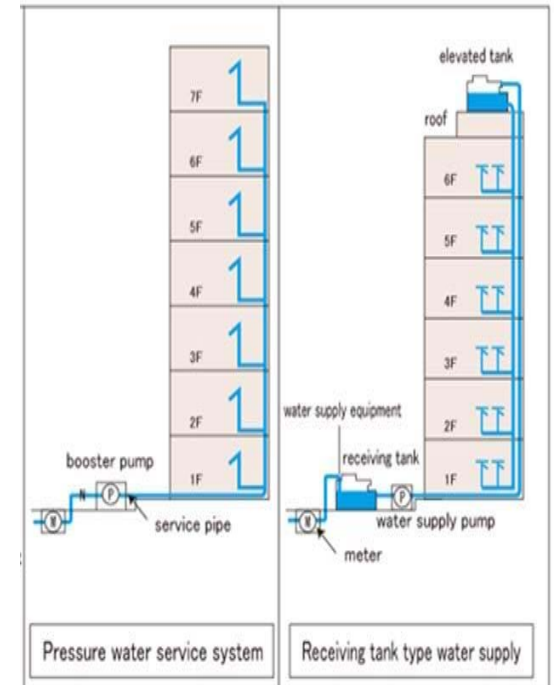 7F
6F
5F
4F
3F
2F
1F
booster pump
N
P
M
service pipe
Pressure water service system
elevated tank
roof
6F
5F
4F
3F
2F
1F
water supply equipment
receiving tank
P
M
water supply pump
meter
Receiving tank type water supply